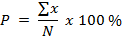 P = ∑x/N x 100 %